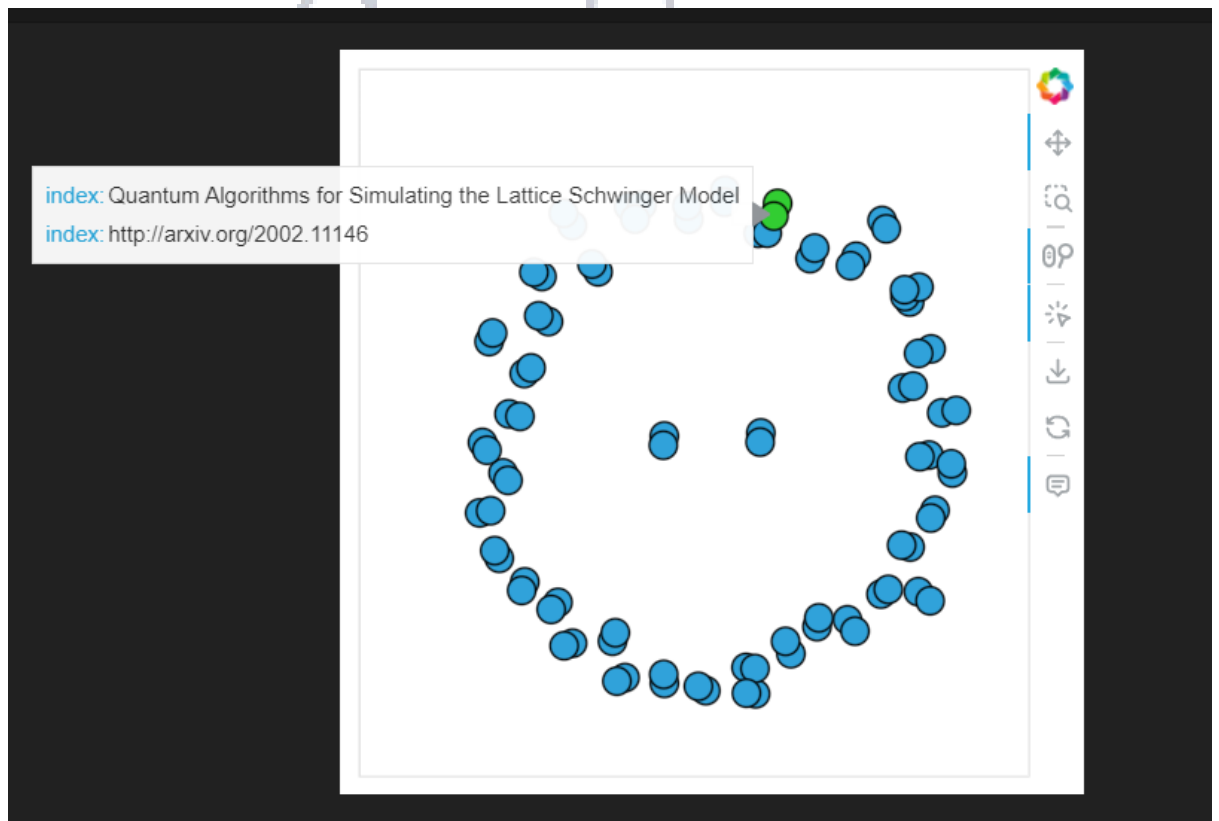 index: Quantum Algorithms for Simulating the Lattice Schwinger Model
index: http://arxiv.org/2002.11146